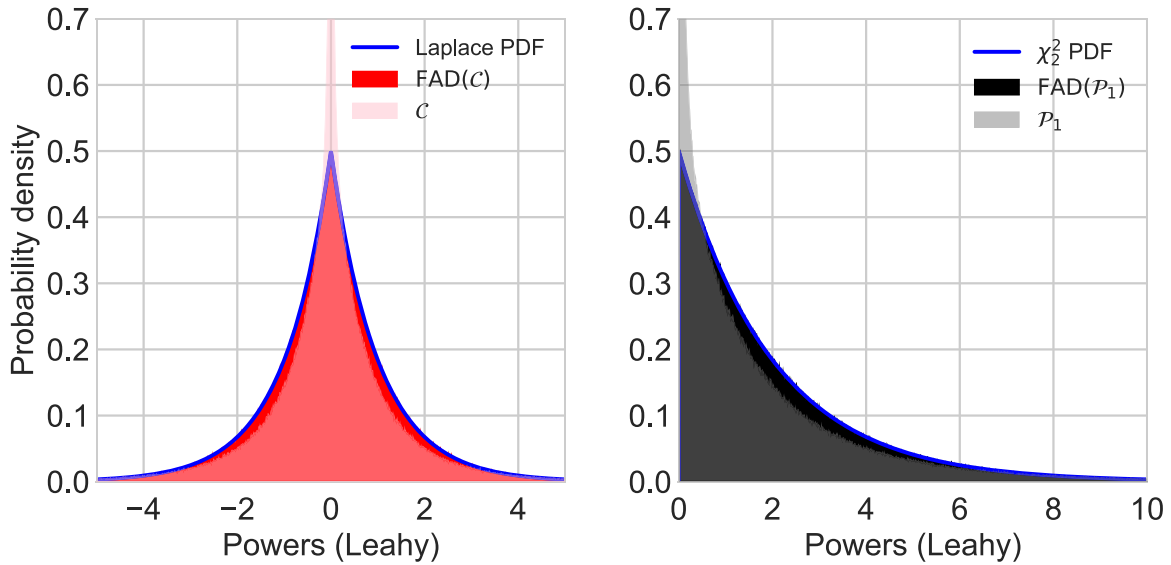 Probability density
0.7
0.6
0.5
0.4
0.3
0.2
0.1
0.0
−4 −2 0 2 4
Powers (Leahy)
Laplace PDF
FAD(𝒞)
𝒞
0.7
0.6
0.5
0.4
0.3
0.2
0.1
0.0
0 2 4 6 8 10
Powers (Leahy)
χ₂² PDF
FAD(𝒫₁)
𝒫₁